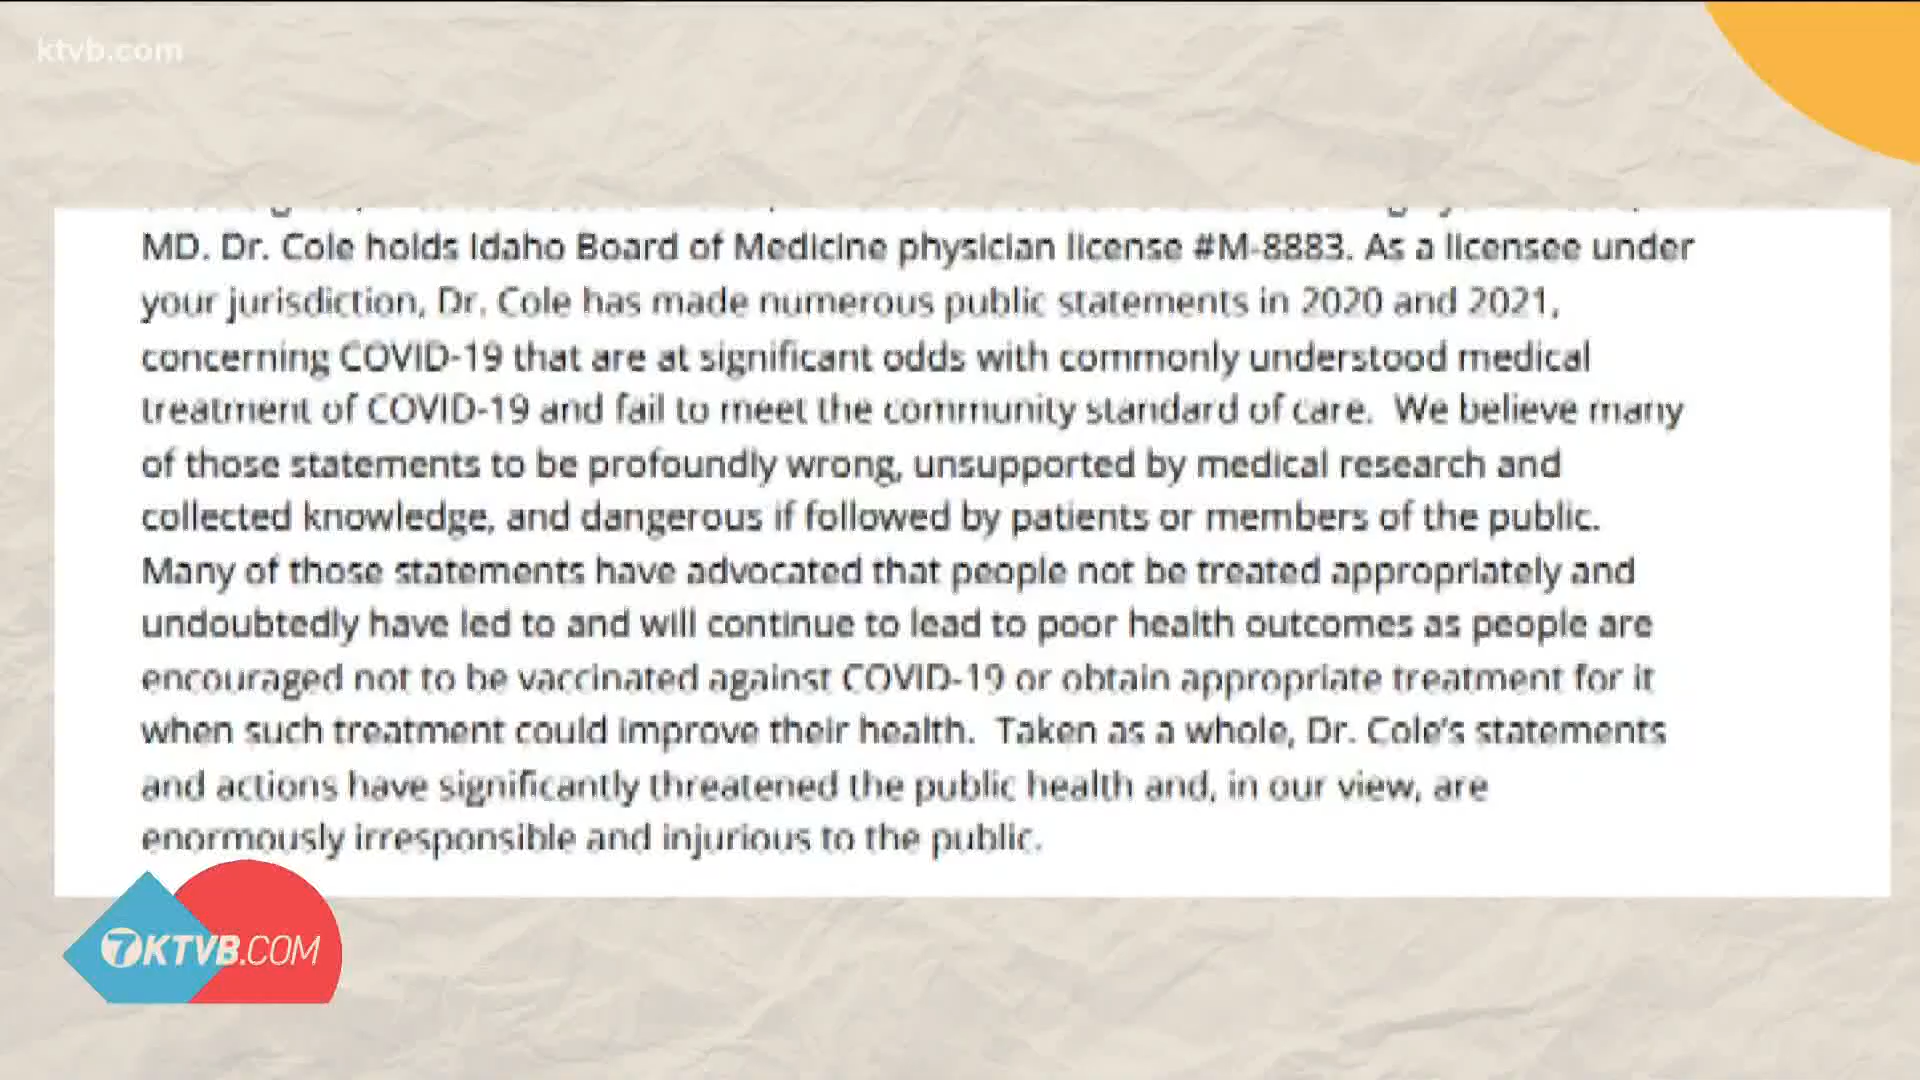 ktvb.com
MD. Dr. Cole holds Idaho Board of Medicine physician license #M-8883. As a licensee under
your jurisdiction, Dr. Cole has made numerous public statements in 2020 and 2021,
concerning COVID-19 that are at significant odds with commonly understood medical
treatment of COVID-19 and fail to meet the community standard of care. We believe many
of those statements to be profoundly wrong, unsupported by medical research and
collected knowledge, and dangerous if followed by patients or members of the public.
Many of those statements have advocated that people not be treated appropriately and
undoubtedly have led to and will continue to lead to poor health outcomes as people are
encouraged not to be vaccinated against COVID-19 or obtain appropriate treatment for it
when such treatment could improve their health. Taken as a whole, Dr. Cole's statements
and actions have significantly threatened the public health and, in our view, are
enormously irresponsible and injurious to the public.
7KTVB.COM